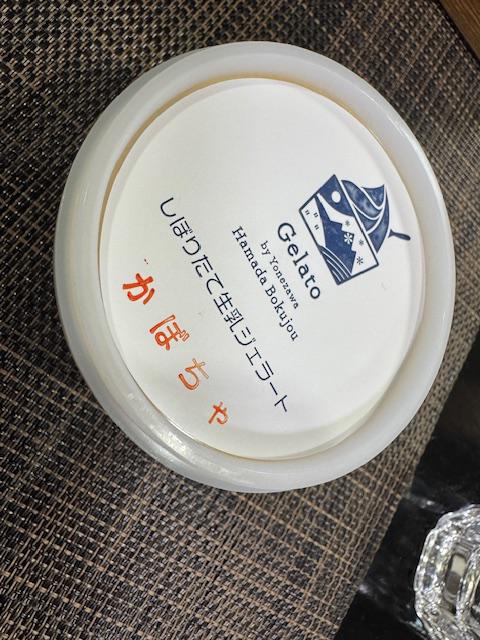 Gelato
by Yonezawa
Hamada Bokujou
しぼりたて生乳ジェラート
かぼちゃ